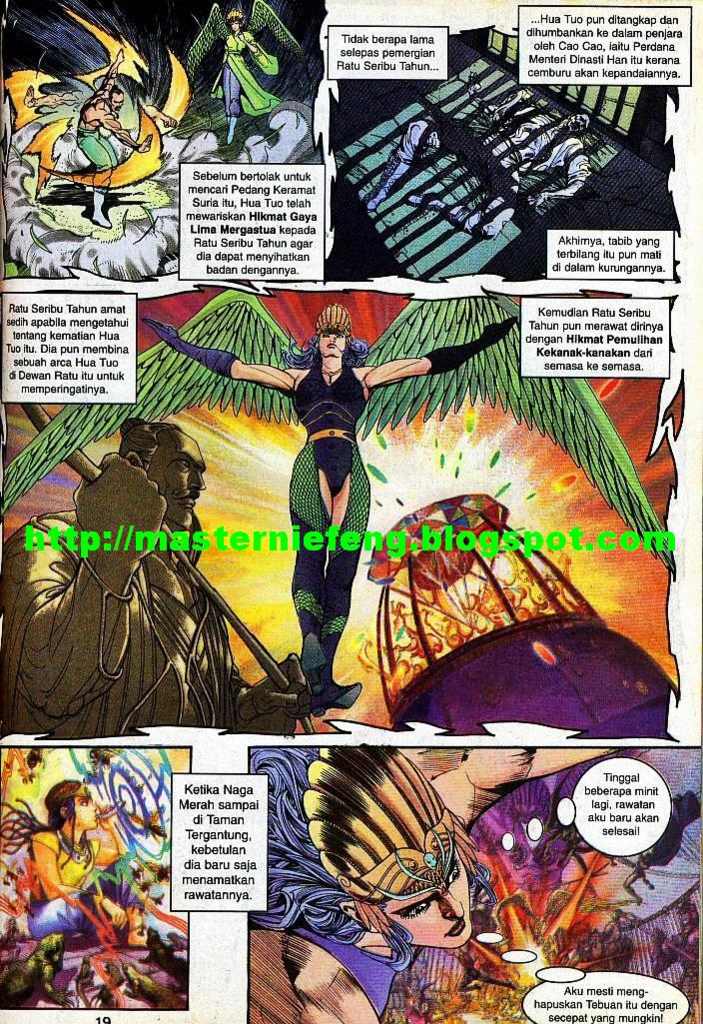 Sebelum bertolak untuk
mencari Pedang Keramat
Suria itu, Hua Tuo telah
mewariskan Hikmat Gaya
Lima Mergastua kepada
Ratu Seribu Tahun agar
dia dapat menyihatkan
badan dengannya.
Tidak berapa lama
selepas pemergian
Ratu Seribu Tahun...
...Hua Tuo pun ditangkap dan
dihumbankan ke dalam penjara
oleh Cao Cao, iaitu Perdana
Menteri Dinasti Han itu kerana
cemburu akan kepandaiannya.
Akhirnya, tabib yang
terbilang itu pun mati
di dalam kurungannya.
Ratu Seribu Tahun amat
sedih apabila mengetahui
tentang kematian Hua
Tuo itu. Dia pun membina
sebuah arca Hua Tuo
di Dewan Ratu itu untuk
memperingatinya.
Kemudian Ratu Seribu
Tahun pun merawat dirinya
dengan Hikmat Pemulihan
Kekanak-kanakan dari
semasa ke semasa.
http://masterniefeng.blogspot.com
Ketika Naga
Merah sampai
di Taman
Tergantung,
kebetulan
dia baru saja
menamatkan
rawatannya.
Tinggal
beberapa minit
lagi, rawatan
aku baru akan
selesai!
Aku mesti meng-
hapuskan Tebuan itu dengan
secepat yang mungkin!
19